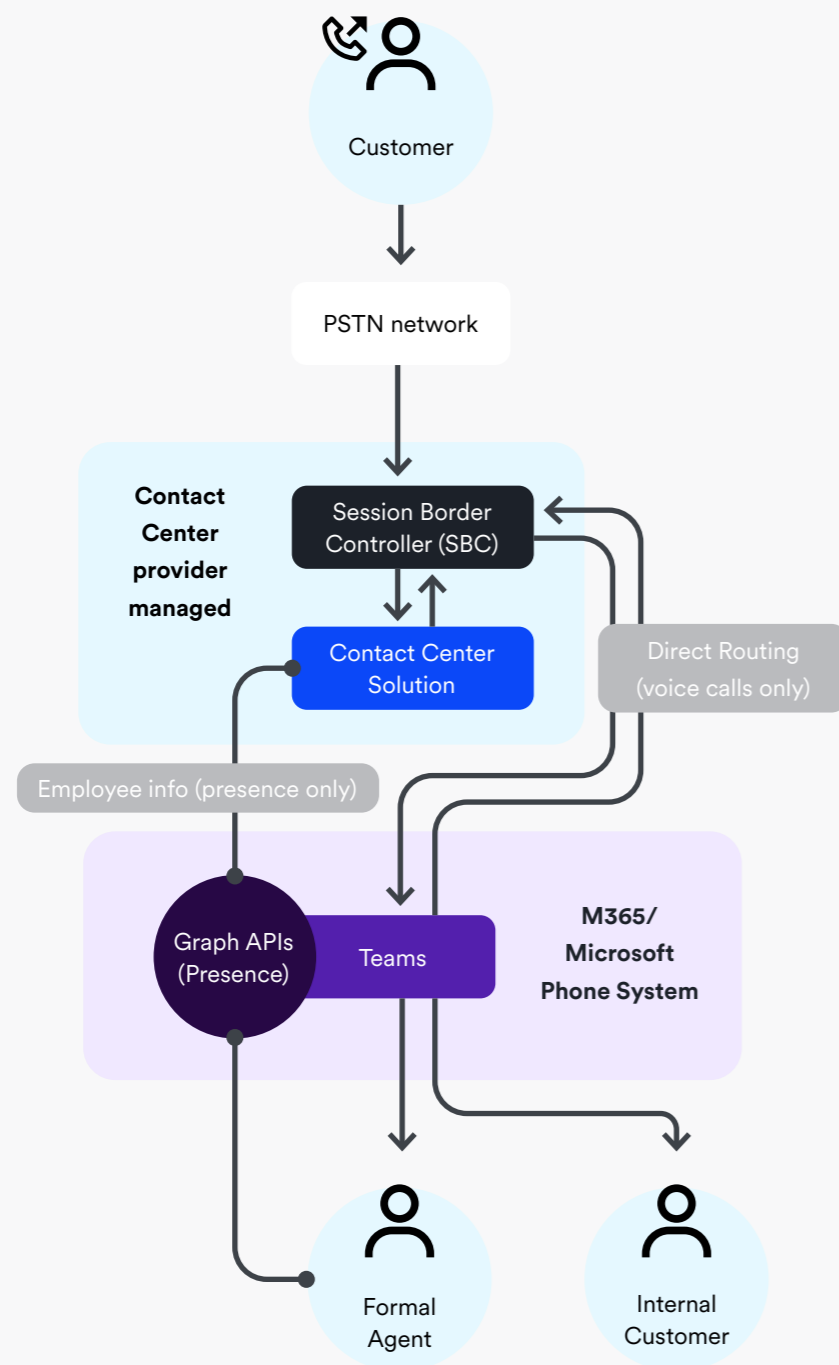 Customer
PSTN network
Contact
Center
provider
managed
Session Border
Controller (SBC)
Contact Center
Solution
Direct Routing
(voice calls only)
Employee info (presence only)
Graph APIs
(Presence)
Teams
M365/
Microsoft
Phone System
Formal
Agent
Internal
Customer